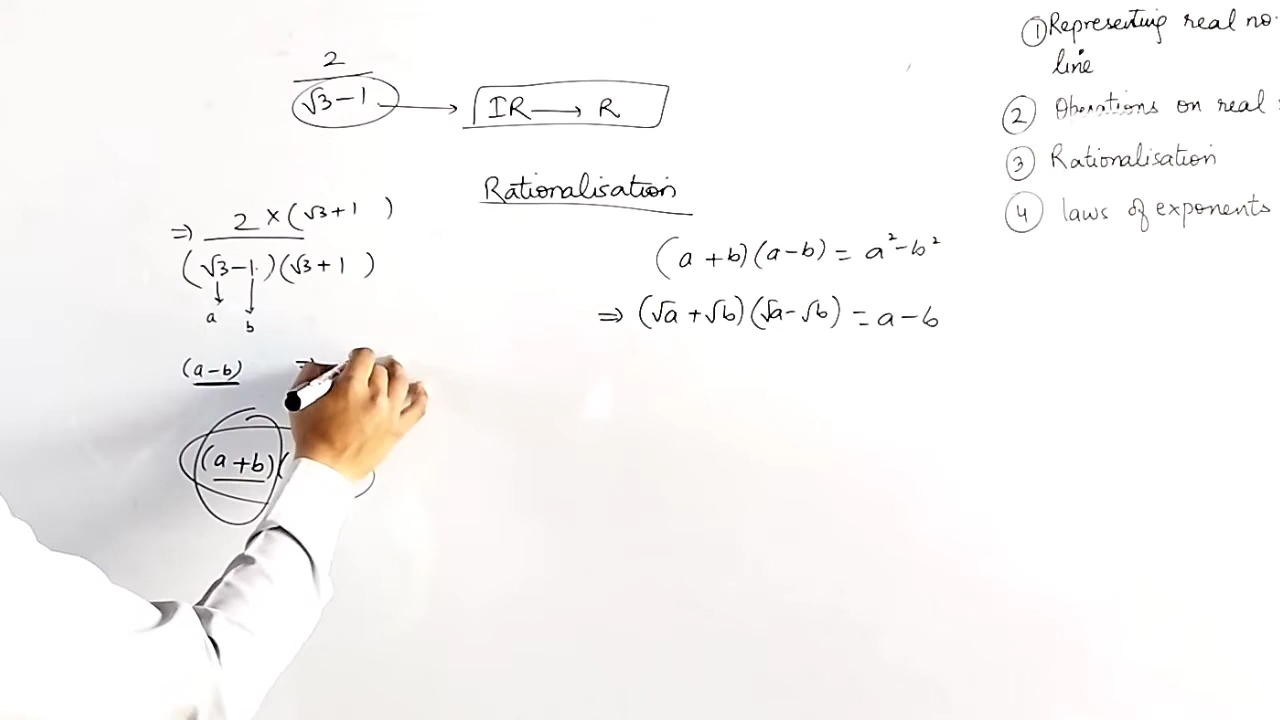 2
√3-1 → IR → R
Rationalisation
⇒ 2 × (√3+1 )
(√3-1)(√3+1 )
a b
(a-b) ⇒
(a+b)(
(a+b)(a-b) = a²-b²
⇒ (√a+√b)(√a-√b) = a-b
① Representing real no.
line
② Operations on real
③ Rationalisation
④ laws of exponents